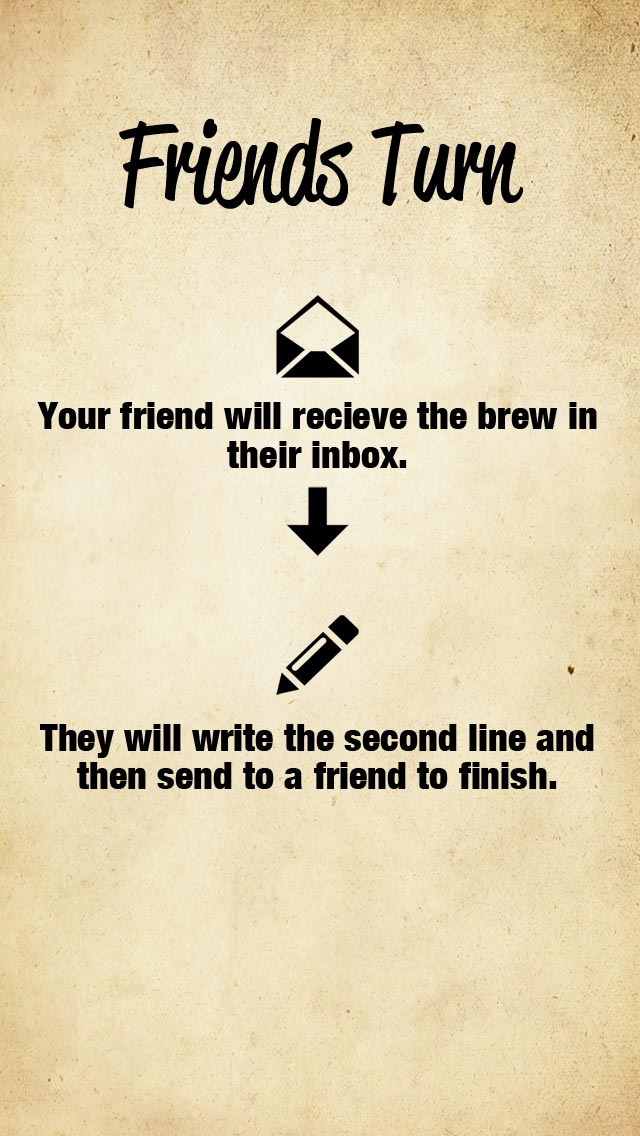 Friends Turn
Your friend will recieve the brew in
their inbox.
They will write the second line and
then send to a friend to finish.